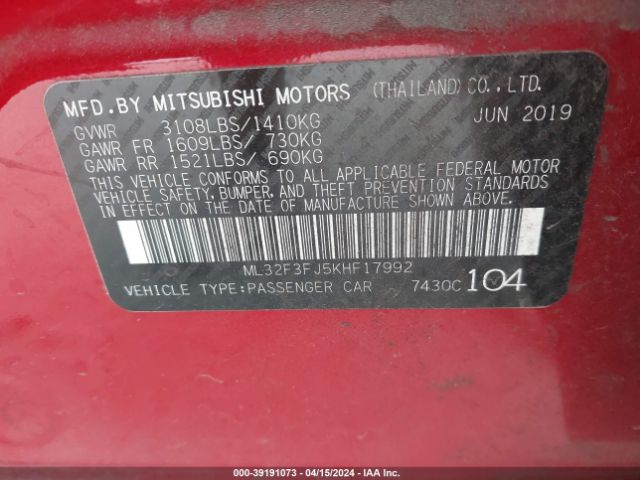 MFD.BY MITSUBISHI MOTORS (THAILAND)CO.,LTD.
GVWR 3108LBS/1410KG JUN 2019
GAWR FR 1609LBS/ 730KG
GAWR RR 1521LBS/ 690KG
THIS VEHICLE CONFORMS TO ALL APPLICABLE FEDERAL MOTOR
VEHICLE SAFETY, BUMPER, AND THEFT PREVENTION STANDARDS
IN EFFECT ON THE DATE OF MANUFACTURE SHOWN ABOVE.
ML32F3FJ5KHF17992
VEHICLE TYPE:PASSENGER CAR 7430C 104
000-39191073 - 04/15/2024 - IAA Inc.